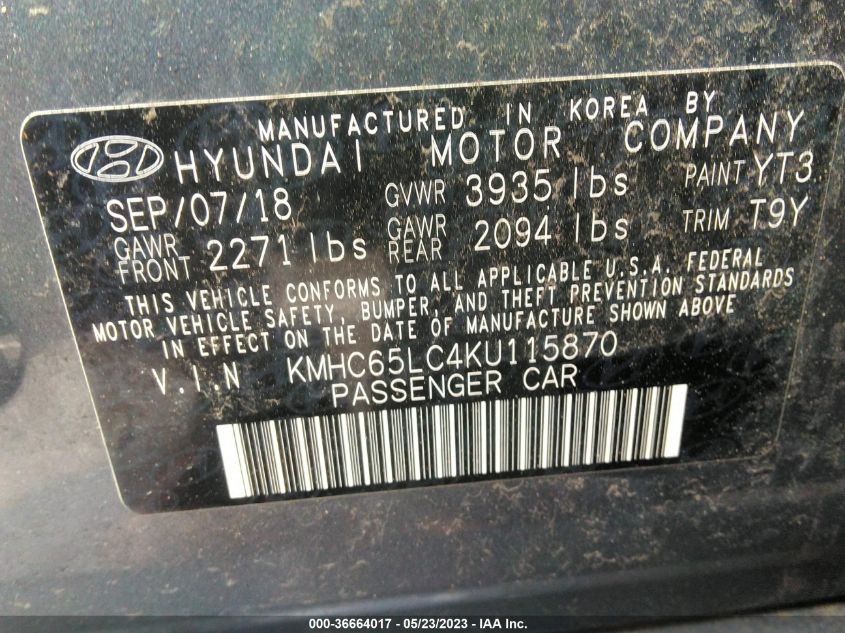 MANUFACTURED IN KOREA BY
HYUNDAI MOTOR COMPANY
SEP/07/18 GVWR 3935 lbs PAINT YT3
GAWR FRONT 2271 lbs GAWR REAR 2094 lbs TRIM T9Y
THIS VEHICLE CONFORMS TO ALL APPLICABLE U.S.A. FEDERAL
MOTOR VEHICLE SAFETY, BUMPER, AND THEFT PREVENTION STANDARDS
IN EFFECT ON THE DATE OF MANUFACTURE SHOWN ABOVE
V.I.N KMHC65LC4KU115870
PASSENGER CAR
000-36664017 — 05/23/2023 — IAA Inc.